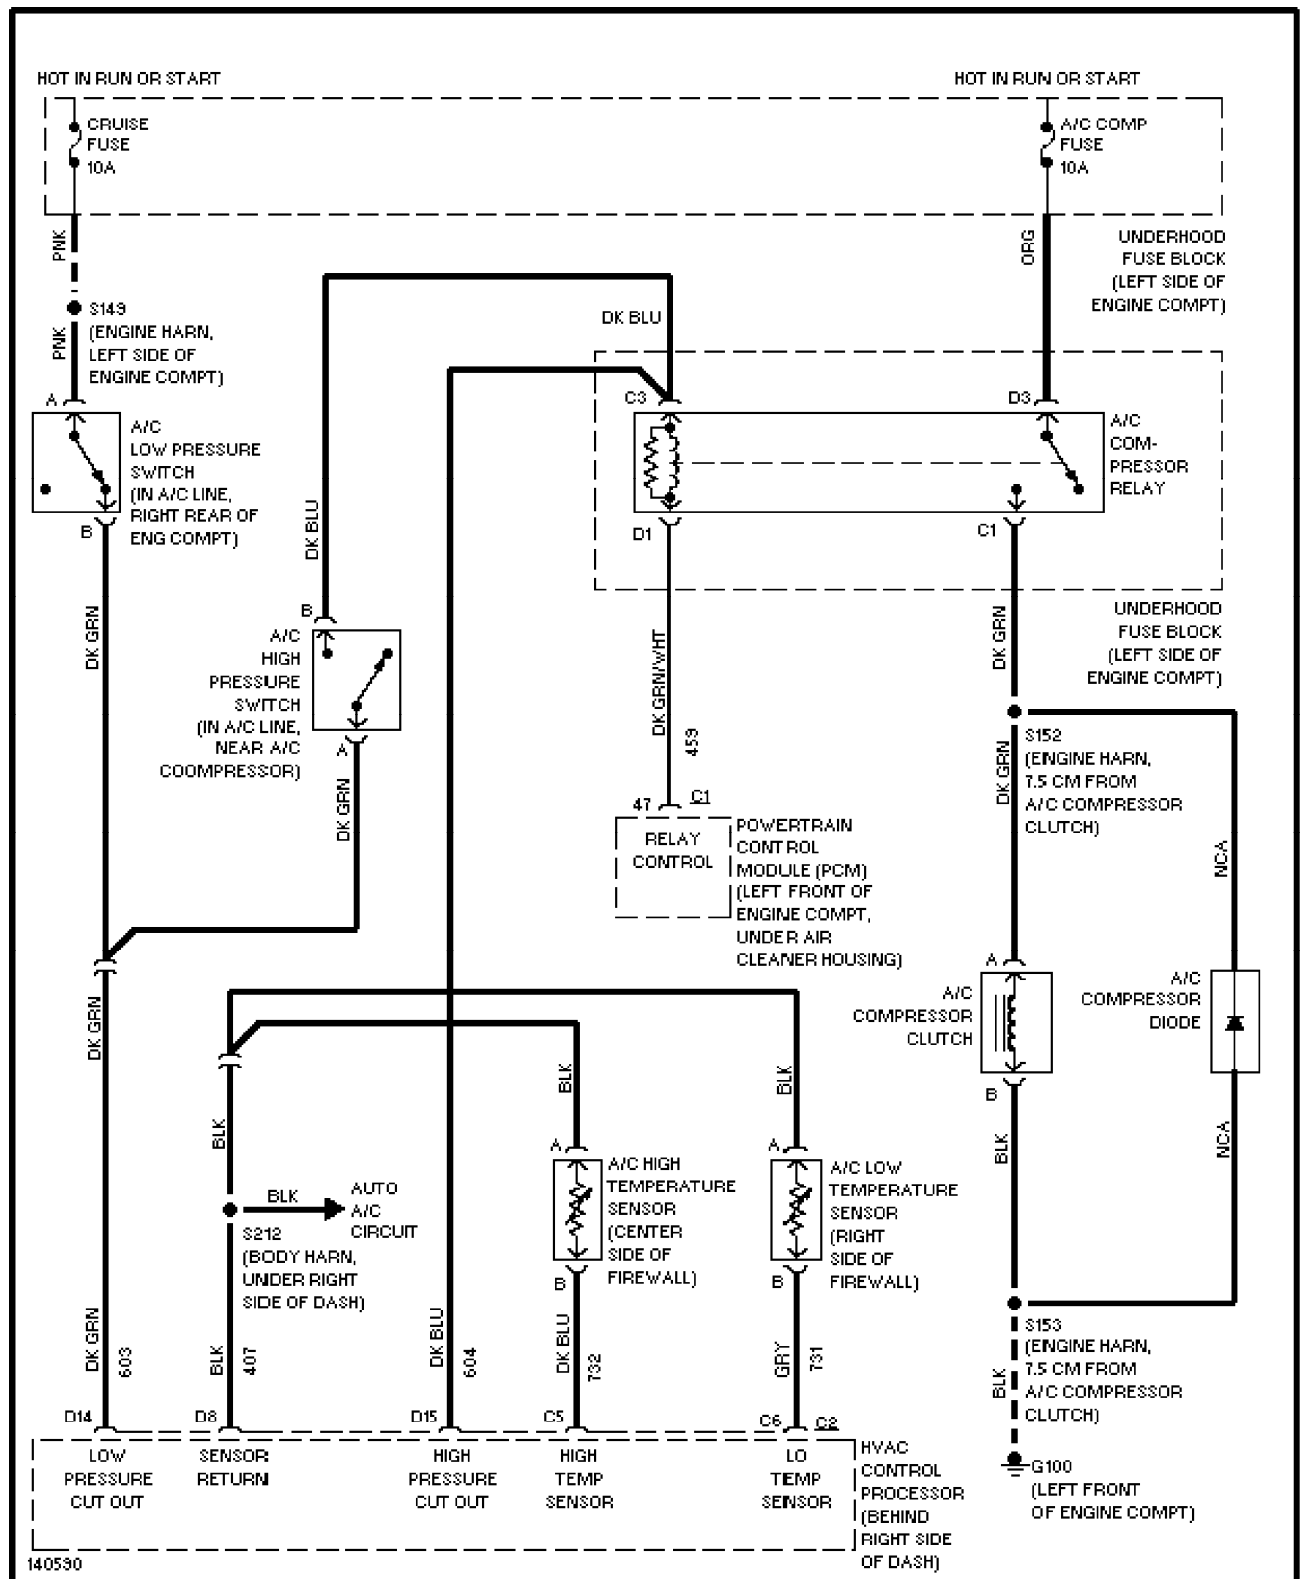 HOT IN RUN OR START
HOT IN RUN OR START
CRUISE
FUSE
10A
A/C COMP
FUSE
10A
PNK
ORG
UNDERHOOD
FUSE BLOCK
(LEFT SIDE OF
ENGINE COMPT)
S149
(ENGINE HARN,
LEFT SIDE OF
ENGINE COMPT)
PNK
DK BLU
A
C3
D3
A/C
LOW PRESSURE
SWITCH
(IN A/C LINE,
RIGHT REAR OF
ENG COMPT)
A/C
COM-
PRESSOR
RELAY
B
DK BLU
D1
C1
DK GRN
B
A/C
HIGH
PRESSURE
SWITCH
(IN A/C LINE,
NEAR A/C
COOMPRESSOR)
A
DK GRN/WHT
459
DK GRN
UNDERHOOD
FUSE BLOCK
(LEFT SIDE OF
ENGINE COMPT)
DK GRN
DK GRN
S152
(ENGINE HARN,
7.5 CM FROM
A/C COMPRESSOR
CLUTCH)
47
C1
RELAY
CONTROL
POWERTRAIN
CONTROL
MODULE (PCM)
(LEFT FRONT OF
ENGINE COMPT,
UNDER AIR
CLEANER HOUSING)
NCA
A
DK GRN
A/C
COMPRESSOR
CLUTCH
A/C
COMPRESSOR
DIODE
B
BLK
BLK
BLK
BLK
NCA
A
A/C HIGH
TEMPERATURE
SENSOR
(CENTER
SIDE OF
FIREWALL)
A
A/C LOW
TEMPERATURE
SENSOR
(RIGHT
SIDE OF
FIREWALL)
BLK
AUTO
A/C
CIRCUIT
S212
(BODY HARN,
UNDER RIGHT
SIDE OF DASH)
B
B
DK GRN
603
BLK
407
DK BLU
604
DK BLU
732
GRY
731
S153
(ENGINE HARN,
7.5 CM FROM
A/C COMPRESSOR
CLUTCH)
BLK
D14
D8
D15
C5
C6
C2
LOW
PRESSURE
CUT OUT
SENSOR
RETURN
HIGH
PRESSURE
CUT OUT
HIGH
TEMP
SENSOR
LO
TEMP
SENSOR
HVAC
CONTROL
PROCESSOR
(BEHIND
RIGHT SIDE
OF DASH)
G100
(LEFT FRONT
OF ENGINE COMPT)
140590